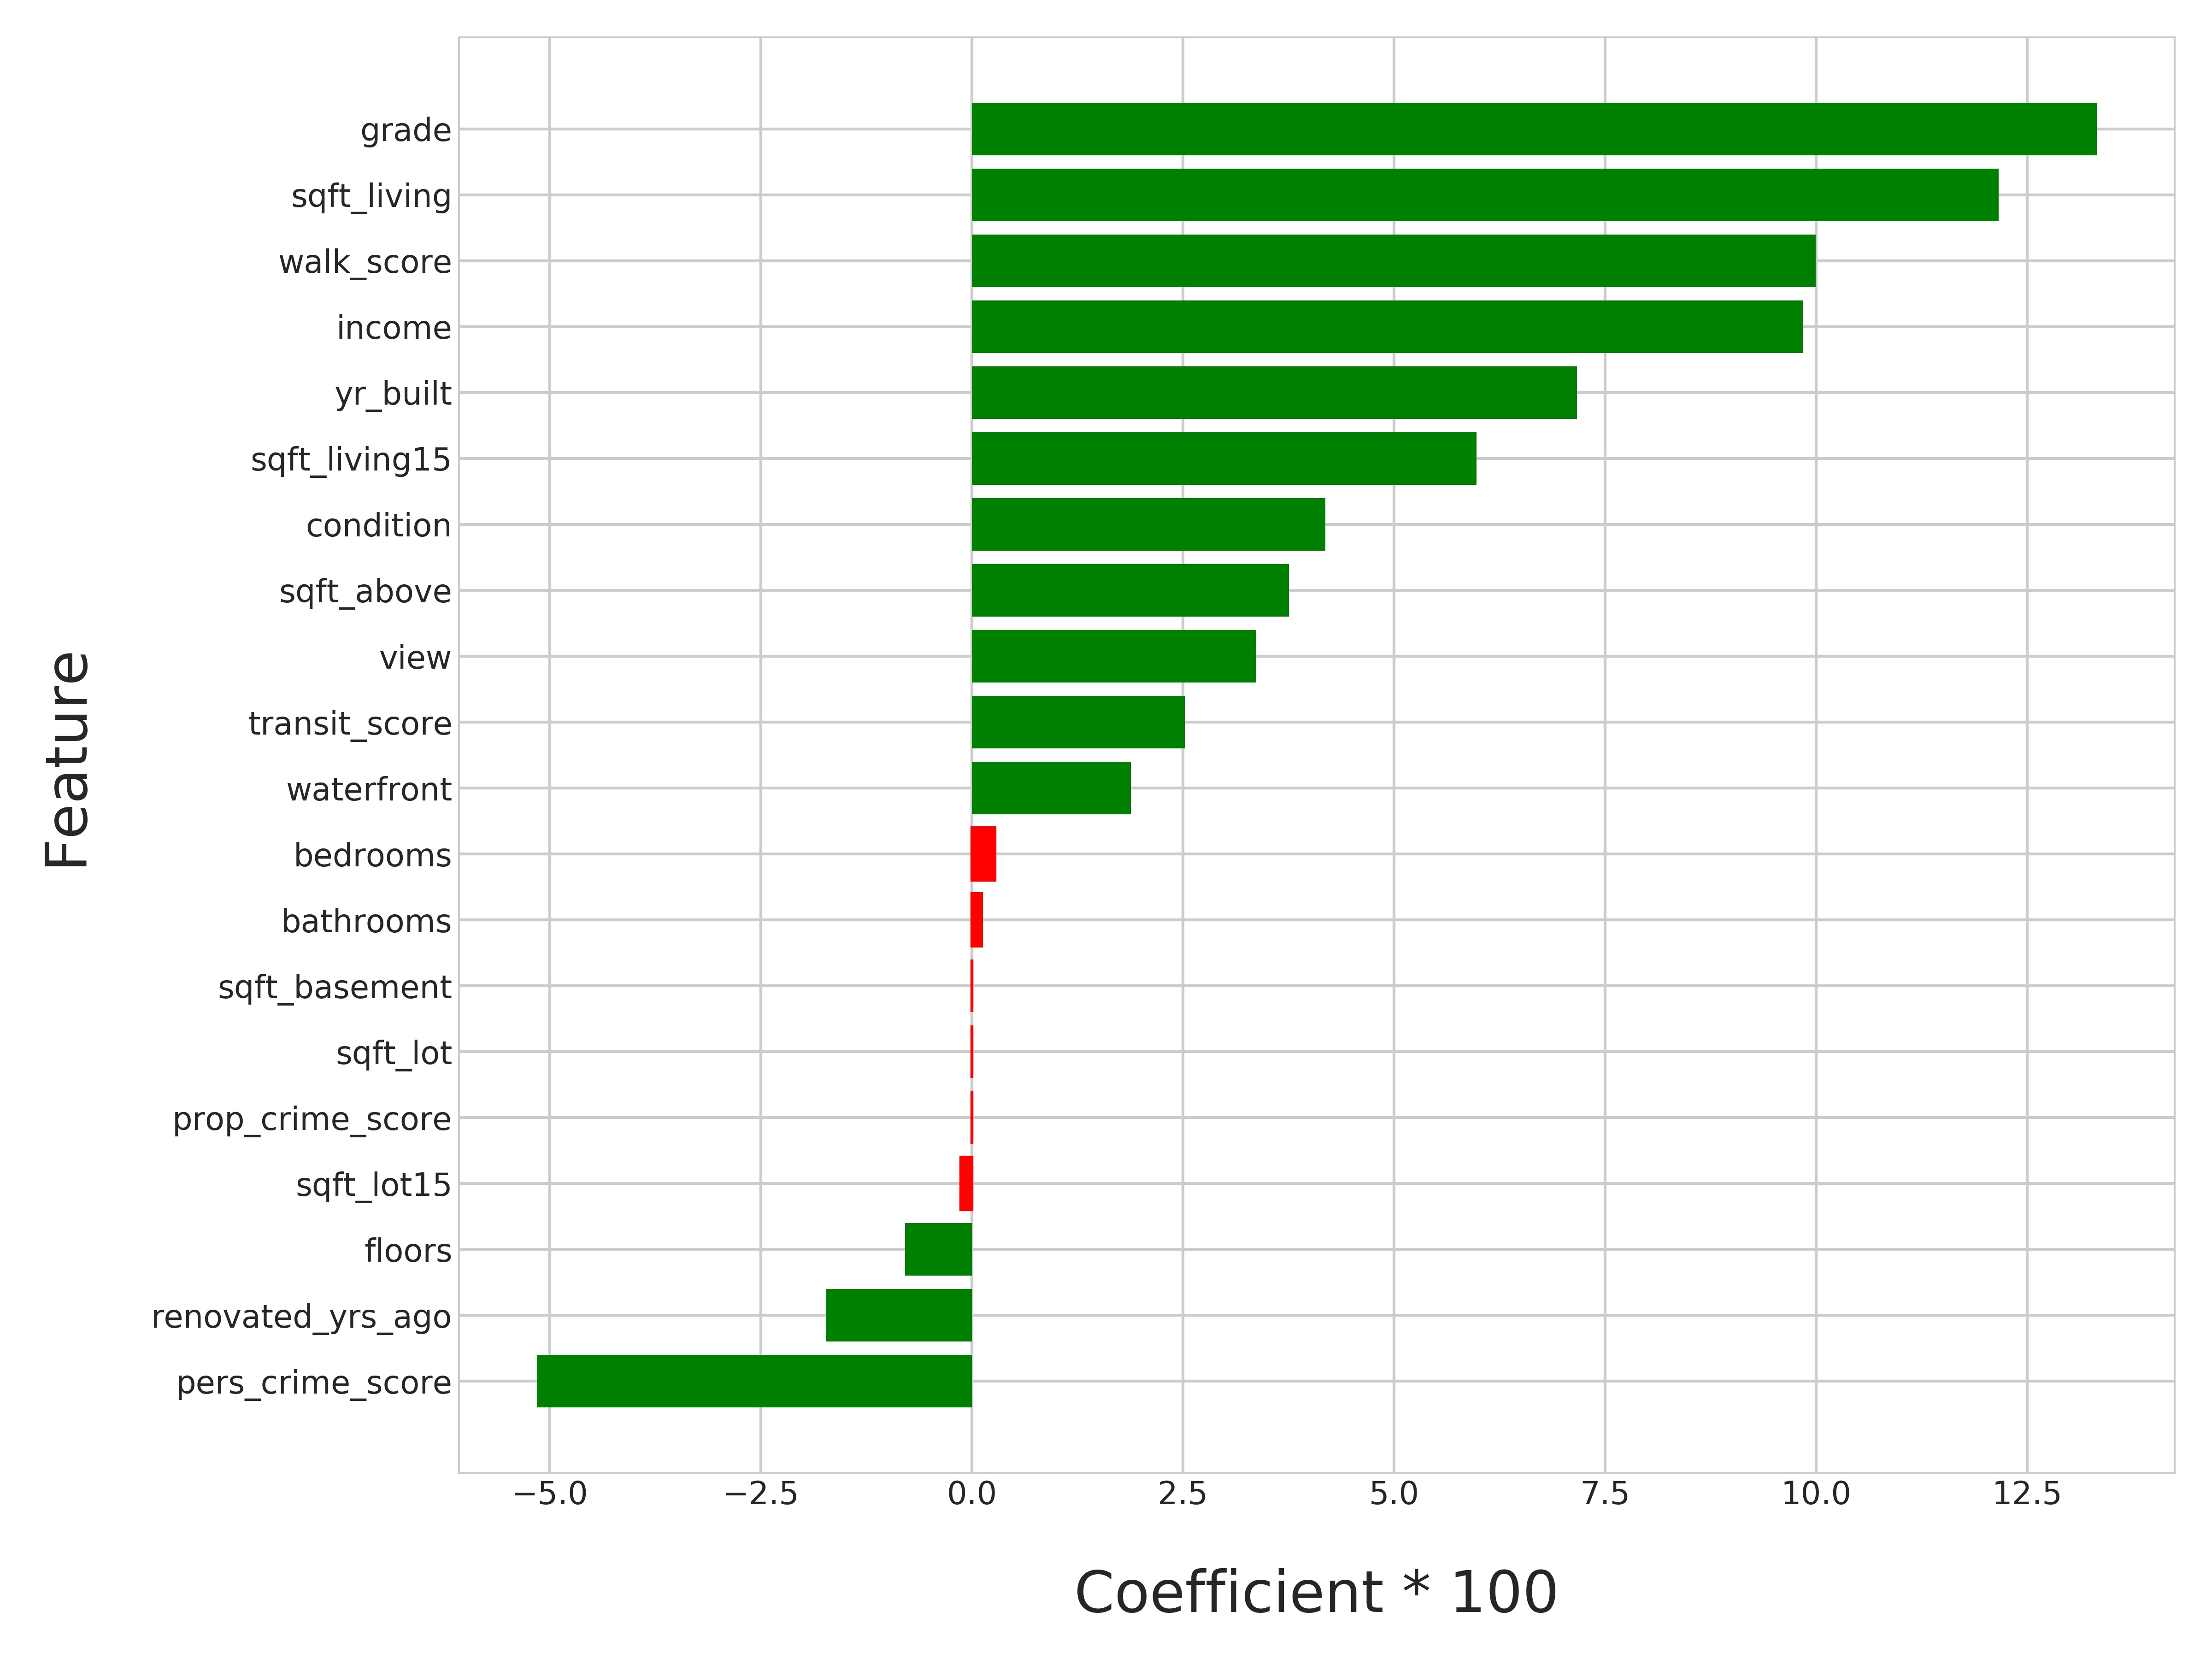 grade
sqft_living
walk_score
income
yr_built
sqft_living15
condition
sqft_above
view
transit_score
waterfront
bedrooms
bathrooms
sqft_basement
sqft_lot
prop_crime_score
sqft_lot15
floors
renovated_yrs_ago
pers_crime_score
Feature
−5.0 −2.5 0.0 2.5 5.0 7.5 10.0 12.5
Coefficient * 100